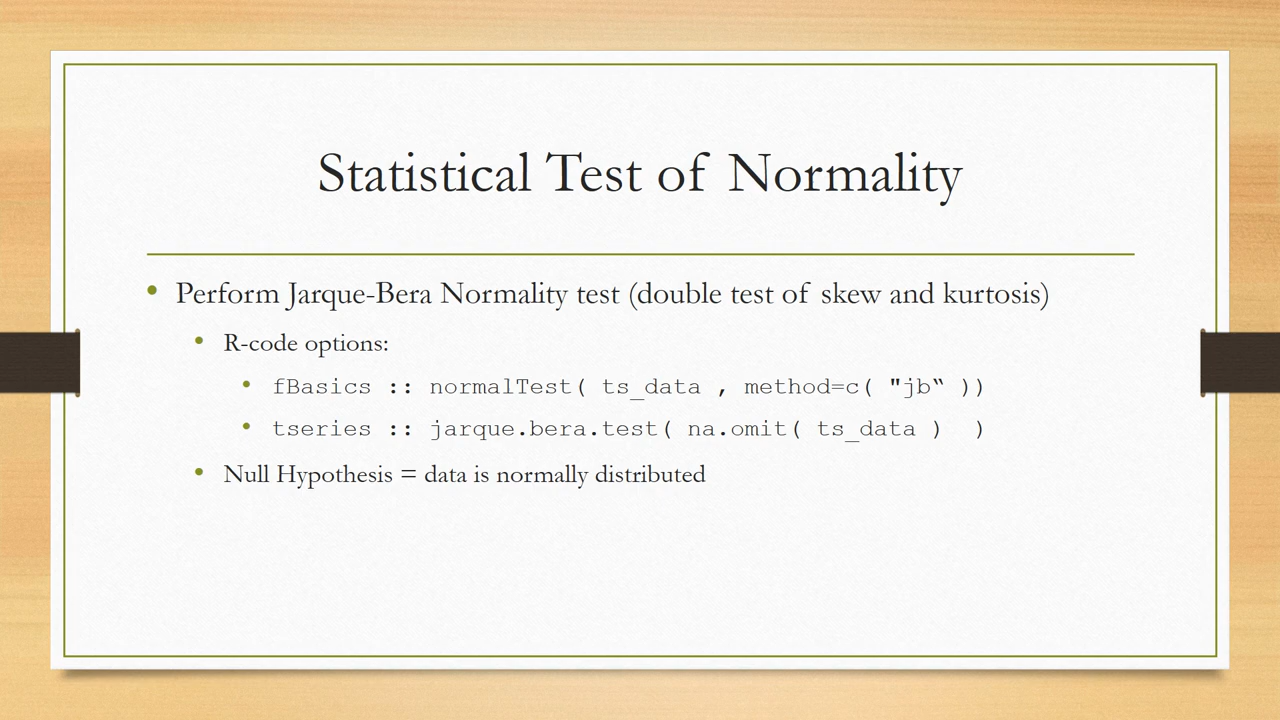 Statistical Test of Normality
• Perform Jarque-Bera Normality test (double test of skew and kurtosis)
• R-code options:
• fBasics :: normalTest( ts_data , method=c( "jb‟ ))
• tseries :: jarque.bera.test( na.omit( ts_data ) )
• Null Hypothesis = data is normally distributed